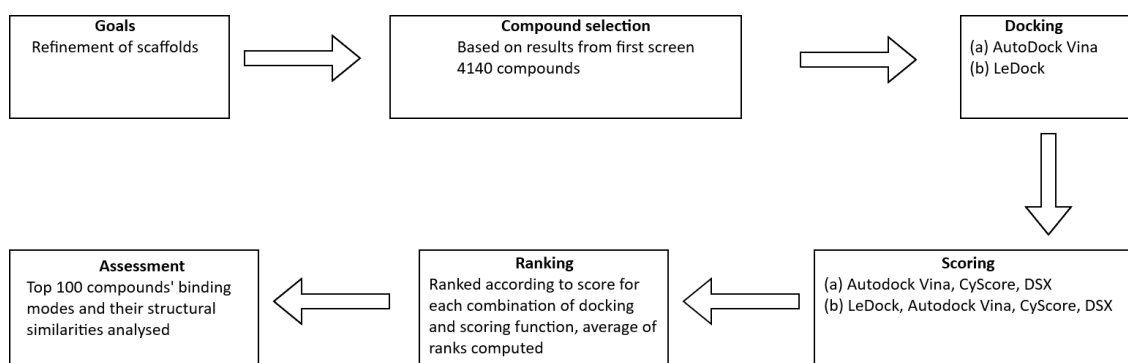 Goals
Refinement of scaffolds
Compound selection
Based on results from first screen
4140 compounds
Docking
(a) AutoDock Vina
(b) LeDock
Scoring
(a) Autodock Vina, CyScore, DSX
(b) LeDock, Autodock Vina, CyScore, DSX
Ranking
Ranked according to score for
each combination of docking
and scoring function, average of
ranks computed
Assessment
Top 100 compounds' binding
modes and their structural
similarities analysed